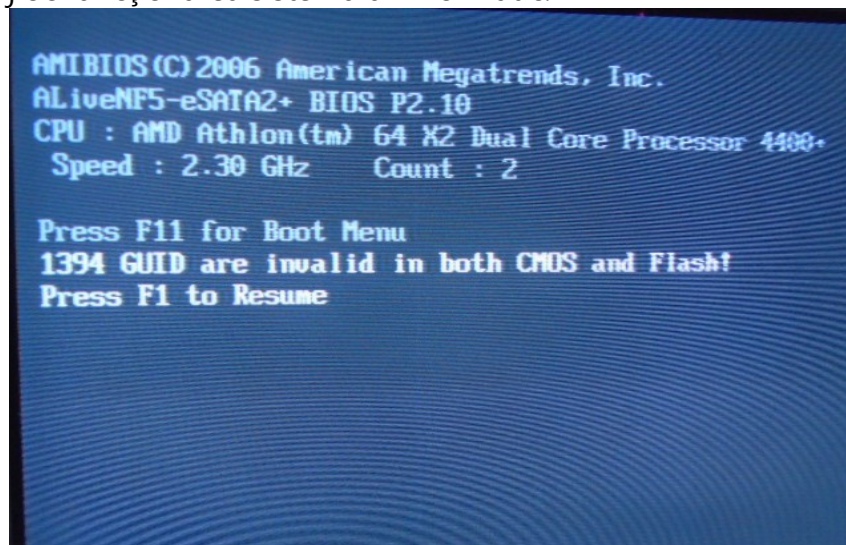 AMIBIOS(C)2006 American Megatrends, Inc.
ALiveNF5-eSATA2+ BIOS P2.10
CPU : AMD Athlon(tm) 64 X2 Dual Core Processor 4400+
Speed : 2.30 GHz Count : 2
Press F11 for Boot Menu
1394 GUID are invalid in both CMOS and Flash!
Press F1 to Resume